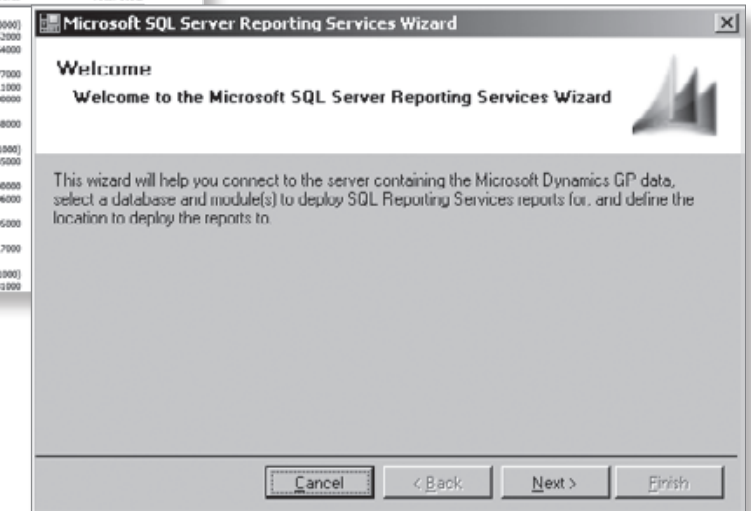 Microsoft SQL Server Reporting Services Wizard
Welcome
Welcome to the Microsoft SQL Server Reporting Services Wizard
This wizard will help you connect to the server containing the Microsoft Dynamics GP data,
select a database and module(s) to deploy SQL Reporting Services reports for, and define the
location to deploy the reports to.
Cancel
< Back
Next >
Finish